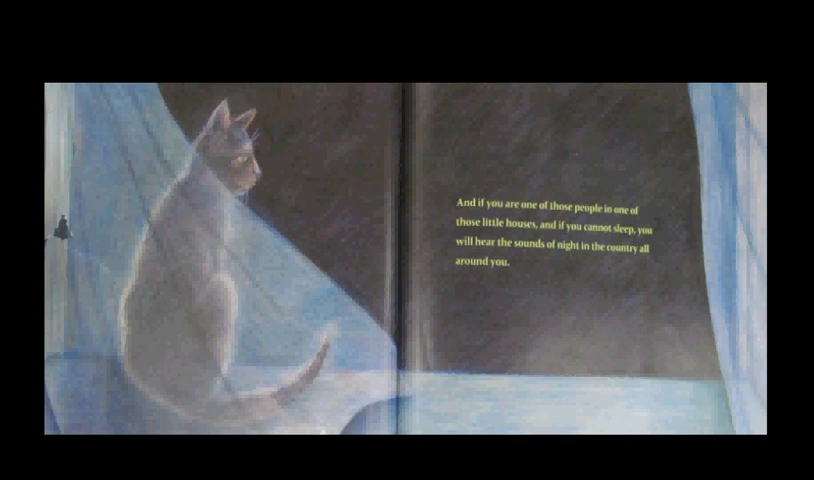 And if you are one of those people in one of
those little houses, and if you cannot sleep, you
will hear the sounds of night in the country all
around you.